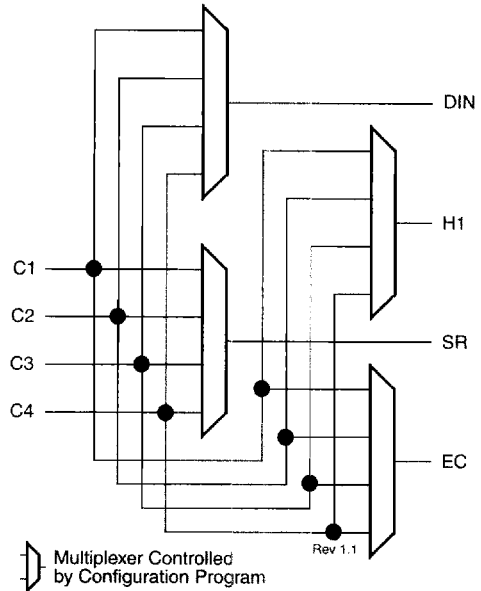 DIN
H1
C1
C2
C3
SR
C4
EC
Rev 1.1
Multiplexer Controlled
by Configuration Program